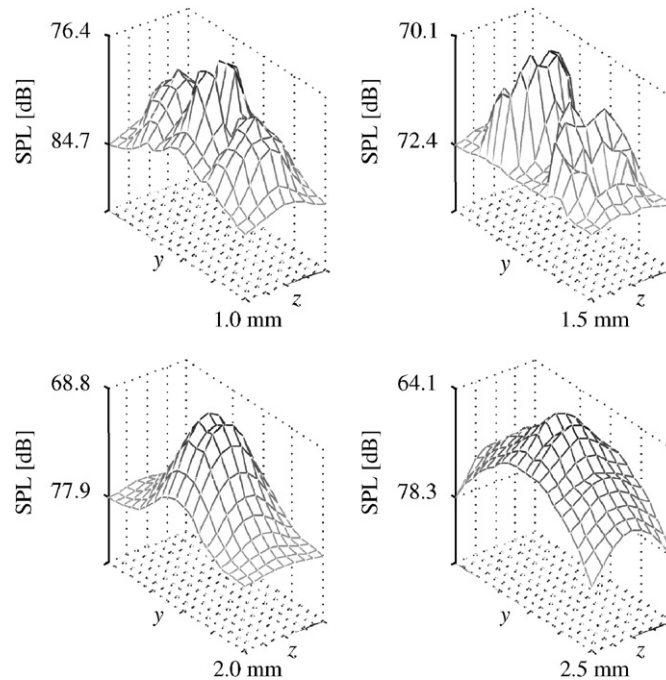 76.4
SPL [dB]
84.7
y
z
1.0 mm
70.1
SPL [dB]
72.4
y
z
1.5 mm
68.8
SPL [dB]
77.9
y
z
2.0 mm
64.1
SPL [dB]
78.3
y
z
2.5 mm